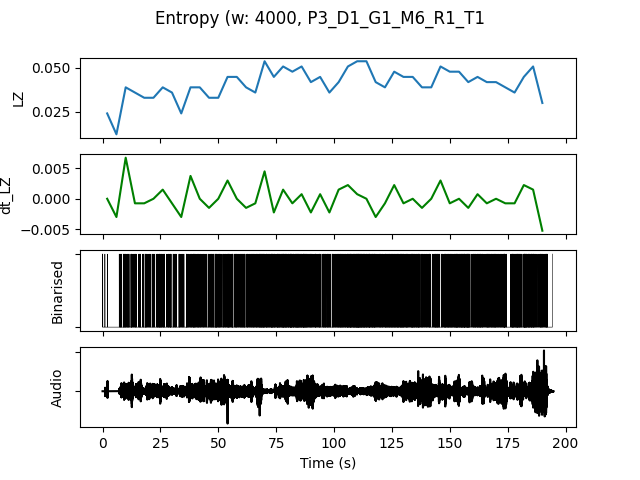 Entropy (w: 4000, P3_D1_G1_M6_R1_T1
0.050
0.025
LZ
0.005
0.000
−0.005
dt_LZ
Binarised
Audio
0 25 50 75 100 125 150 175 200
Time (s)